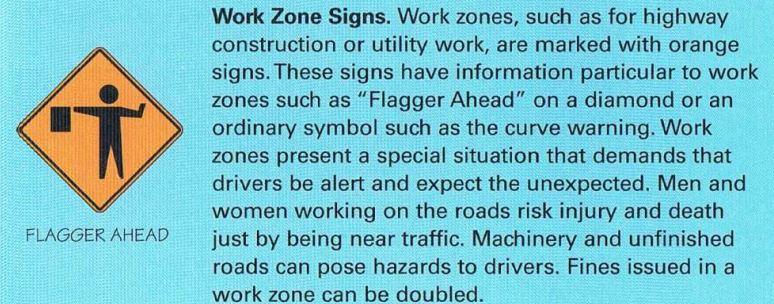 Work Zone Signs. Work zones, such as for highway
construction or utility work, are marked with orange
signs. These signs have information particular to work
zones such as “Flagger Ahead” on a diamond or an
ordinary symbol such as the curve warning. Work
zones present a special situation that demands that
drivers be alert and expect the unexpected. Men and
women working on the roads risk injury and death
just by being near traffic. Machinery and unfinished
roads can pose hazards to drivers. Fines issued in a
work zone can be doubled.
FLAGGER AHEAD